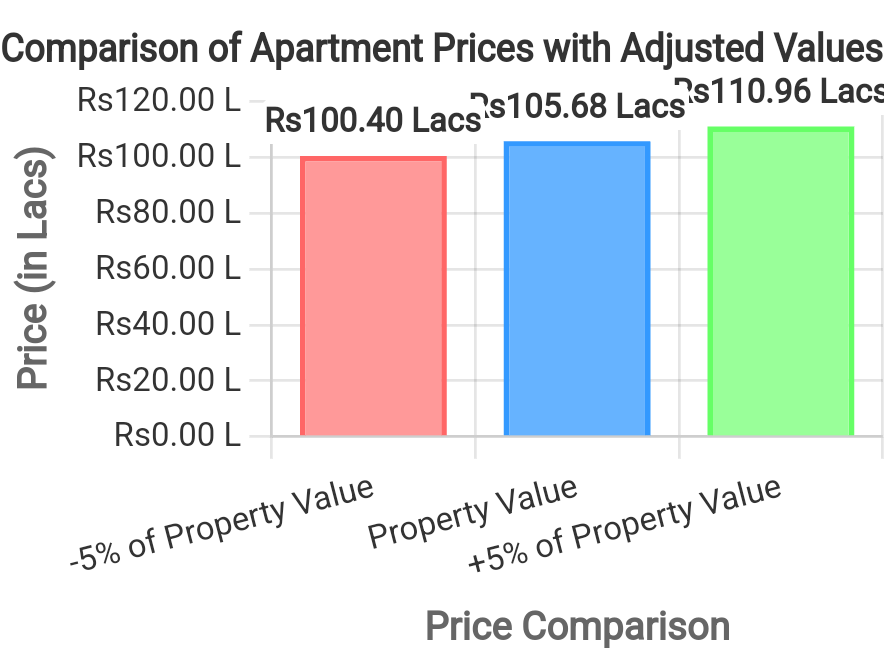 Comparison of Apartment Prices with Adjusted Values
Rs120.00 L
Rs100.00 L
Rs80.00 L
Rs60.00 L
Rs40.00 L
Rs20.00 L
Rs0.00 L
Price (in Lacs)
Rs100.40 Lacs
Rs105.68 Lacs
Rs110.96 Lacs
-5% of Property Value
Property Value
+5% of Property Value
Price Comparison